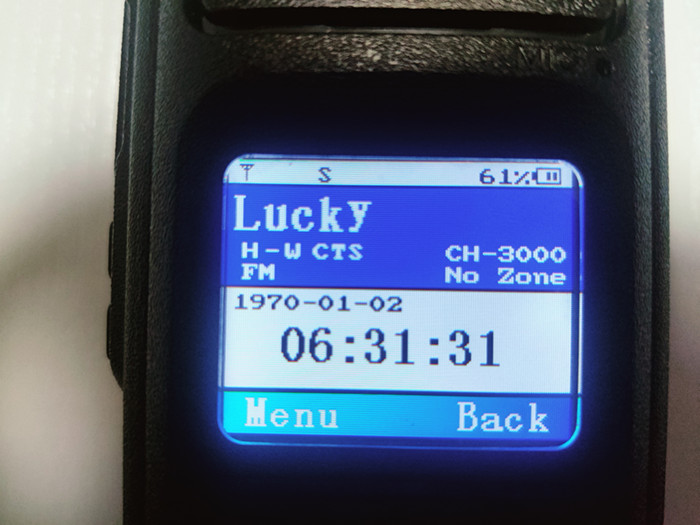 S 61%
Lucky
H-W CTS CH-3000
FM No Zone
1970-01-02
06:31:31
Menu Back